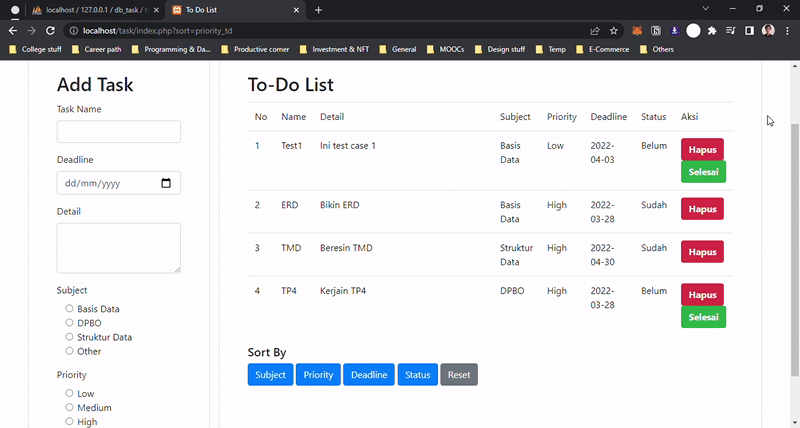 localhost / 127.0.0.1 / db_task / t
To Do List
localhost/task/index.php?sort=priority_td
College stuff
Career path
Programming & Da...
Productive corner
Investment & NFT
General
MOOCs
Design stuff
Temp
E-Commerce
Others
Add Task
Task Name
Deadline
dd/mm/yyyy
Detail
Subject
Basis Data
DPBO
Struktur Data
Other
Priority
Low
Medium
High
To-Do List
No Name Detail Subject Priority Deadline Status Aksi
1 Test1 Ini test case 1 Basis Low 2022- Belum Hapus
Data 04-03 Selesai
2 ERD Bikin ERD Basis High 2022- Sudah Hapus
Data 03-28
3 TMD Beresin TMD Struktur High 2022- Sudah Hapus
Data 04-30
4 TP4 Kerjain TP4 DPBO High 2022- Belum Hapus
03-28 Selesai
Sort By
Subject Priority Deadline Status Reset